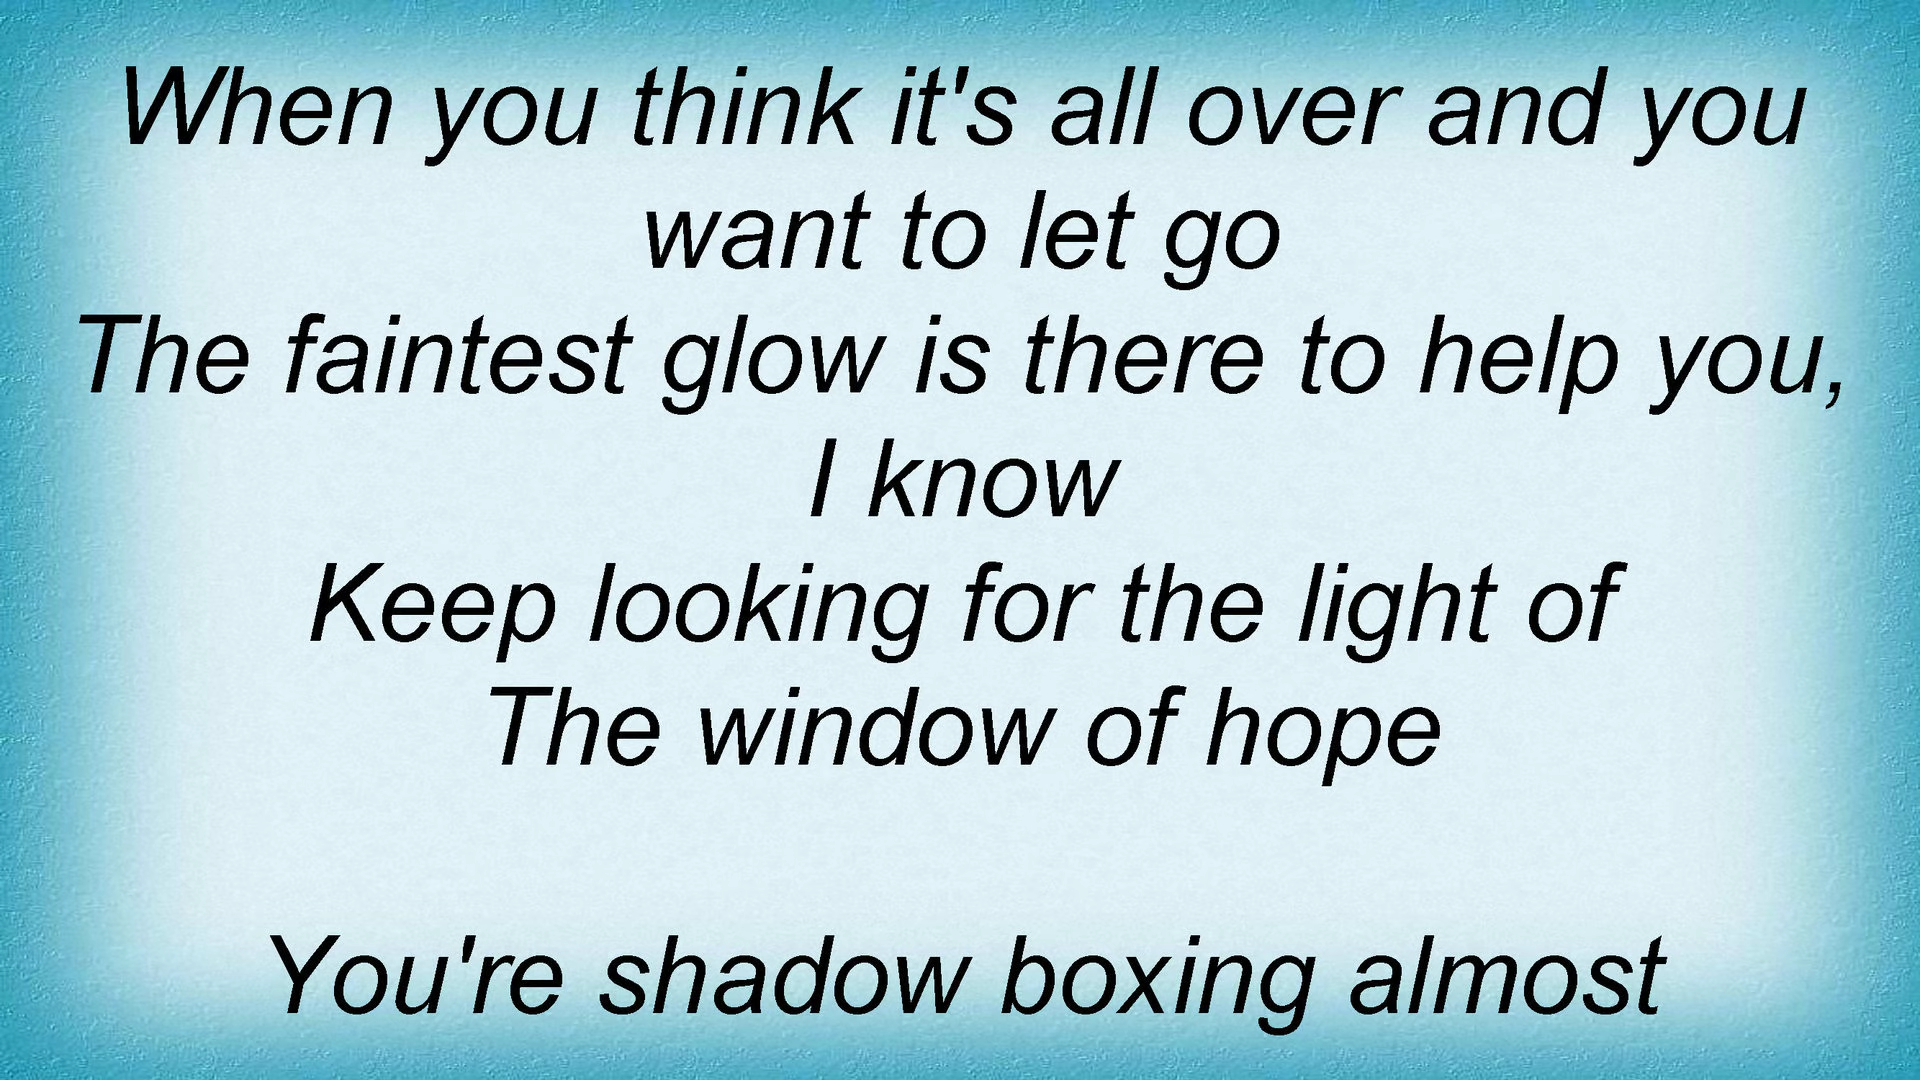 When you think it's all over and you
want to let go
The faintest glow is there to help you,
I know
Keep looking for the light of
The window of hope
You're shadow boxing almost